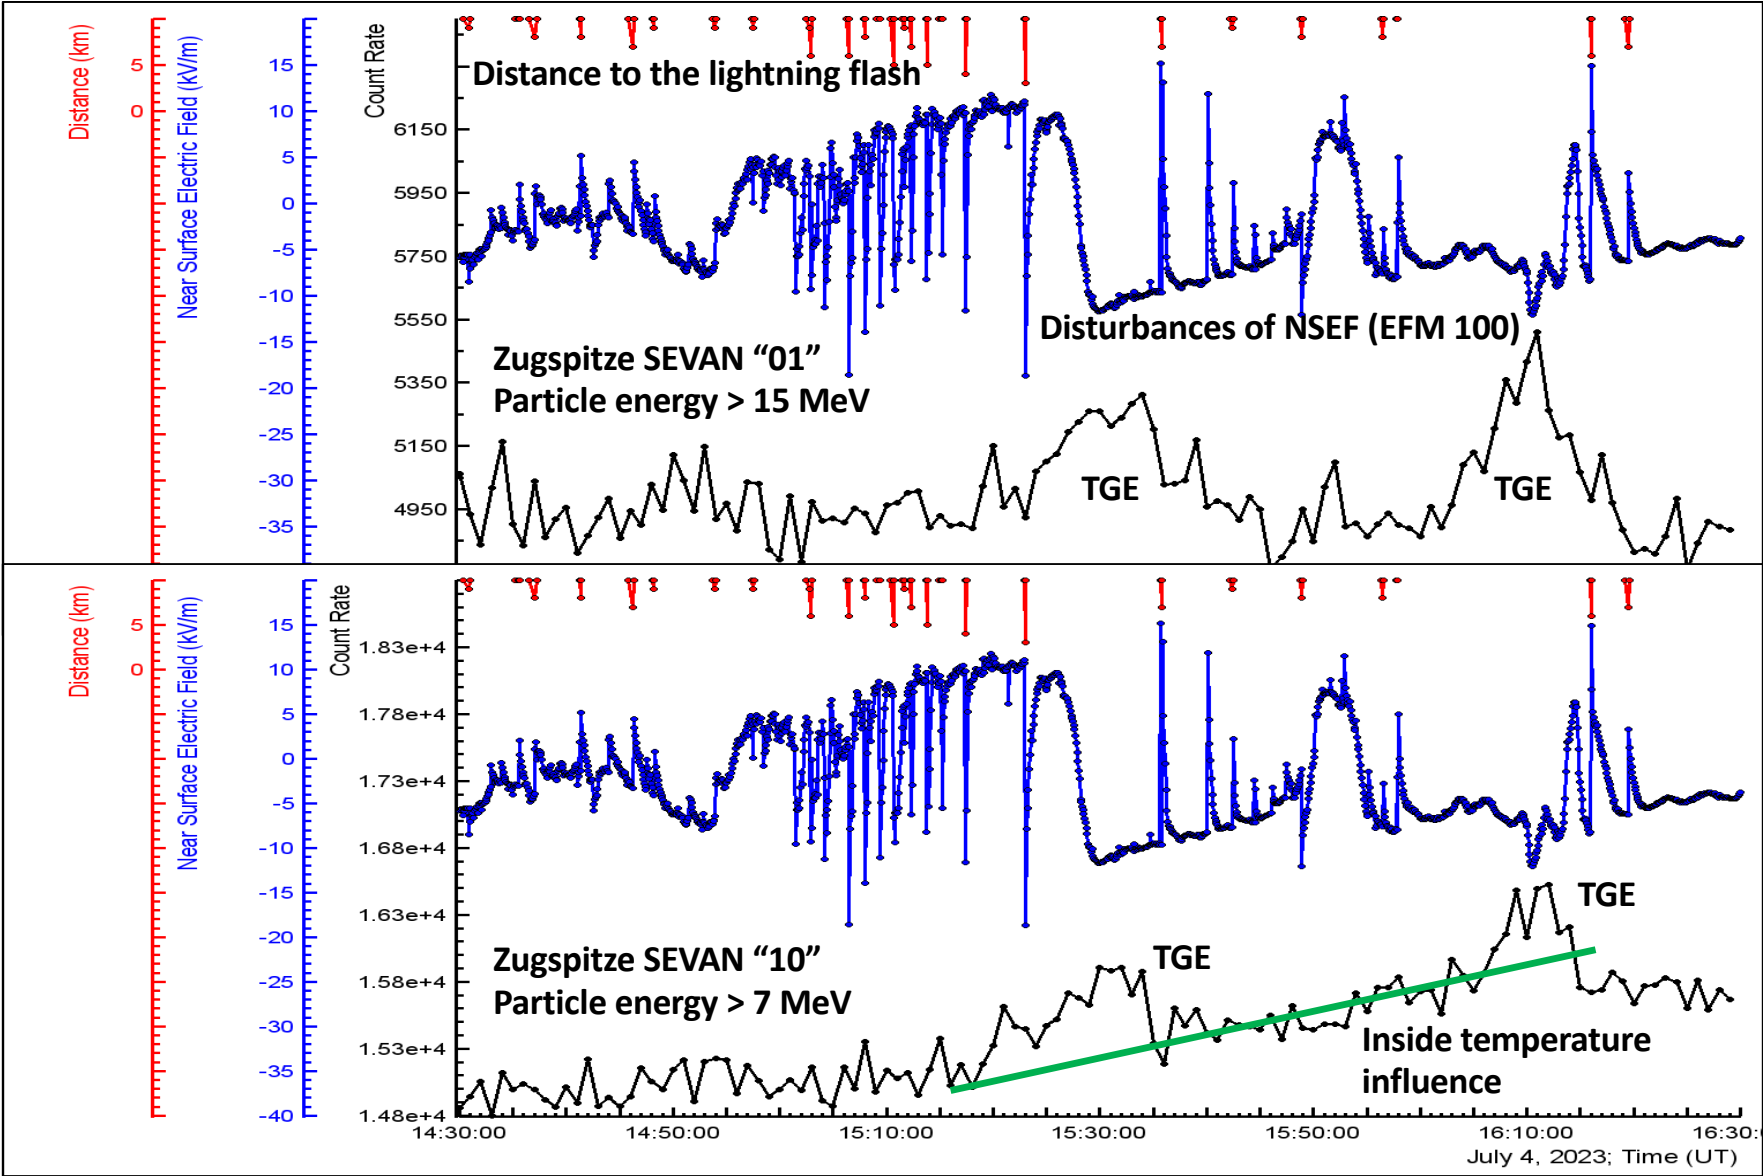 Distance (km)
5
0
Near Surface Electric Field (kV/m)
15
10
5
0
-5
-10
-15
-20
-25
-30
-35
Count Rate
6150
5950
5750
5550
5350
5150
4950
Distance to the lightning flash
Disturbances of NSEF (EFM 100)
Zugspitze SEVAN “01”
Particle energy > 15 MeV
TGE
TGE
Distance (km)
5
0
Near Surface Electric Field (kV/m)
15
10
5
0
-5
-10
-15
-20
-25
-30
-35
-40
Count Rate
1.83e+4
1.78e+4
1.73e+4
1.68e+4
1.63e+4
1.58e+4
1.53e+4
1.48e+4
TGE
TGE
Zugspitze SEVAN “10”
Particle energy > 7 MeV
Inside temperature
influence
14:30:00 14:50:00 15:10:00 15:30:00 15:50:00 16:10:00 16:30:
July 4, 2023; Time (UT)